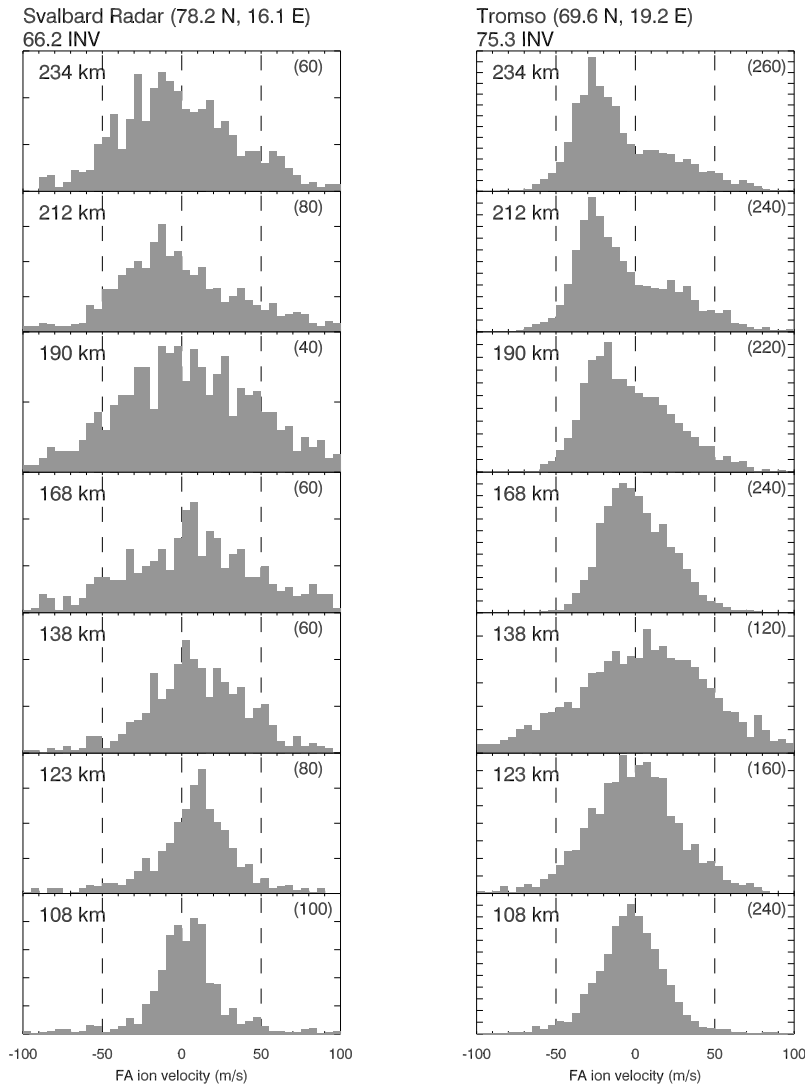 Svalbard Radar (78.2 N, 16.1 E)
66.2 INV
234 km (60)
212 km (80)
190 km (40)
168 km (60)
138 km (60)
123 km (80)
108 km (100)
-100 -50 0 50 100
FA ion velocity (m/s)
Tromso (69.6 N, 19.2 E)
75.3 INV
234 km (260)
212 km (240)
190 km (220)
168 km (240)
138 km (120)
123 km (160)
108 km (240)
-100 -50 0 50 100
FA ion velocity (m/s)